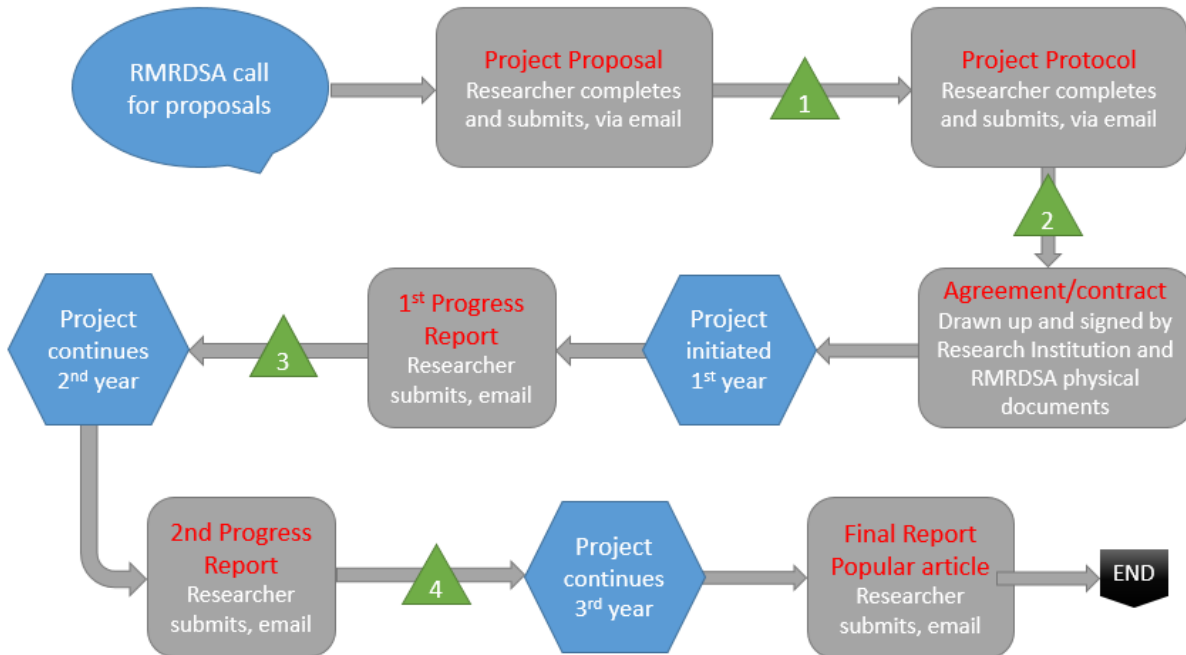 RMRDSA call
for proposals
Project Proposal
Researcher completes
and submits, via email
1
Project Protocol
Researcher completes
and submits, via email
2
Agreement/contract
Drawn up and signed by
Research Institution and
RMRDSA physical
documents
Project
initiated
1st year
1st Progress
Report
Researcher
submits, email
3
Project
continues
2nd year
2nd Progress
Report
Researcher
submits, email
4
Project
continues
3rd year
Final Report
Popular article
Researcher
submits, email
END